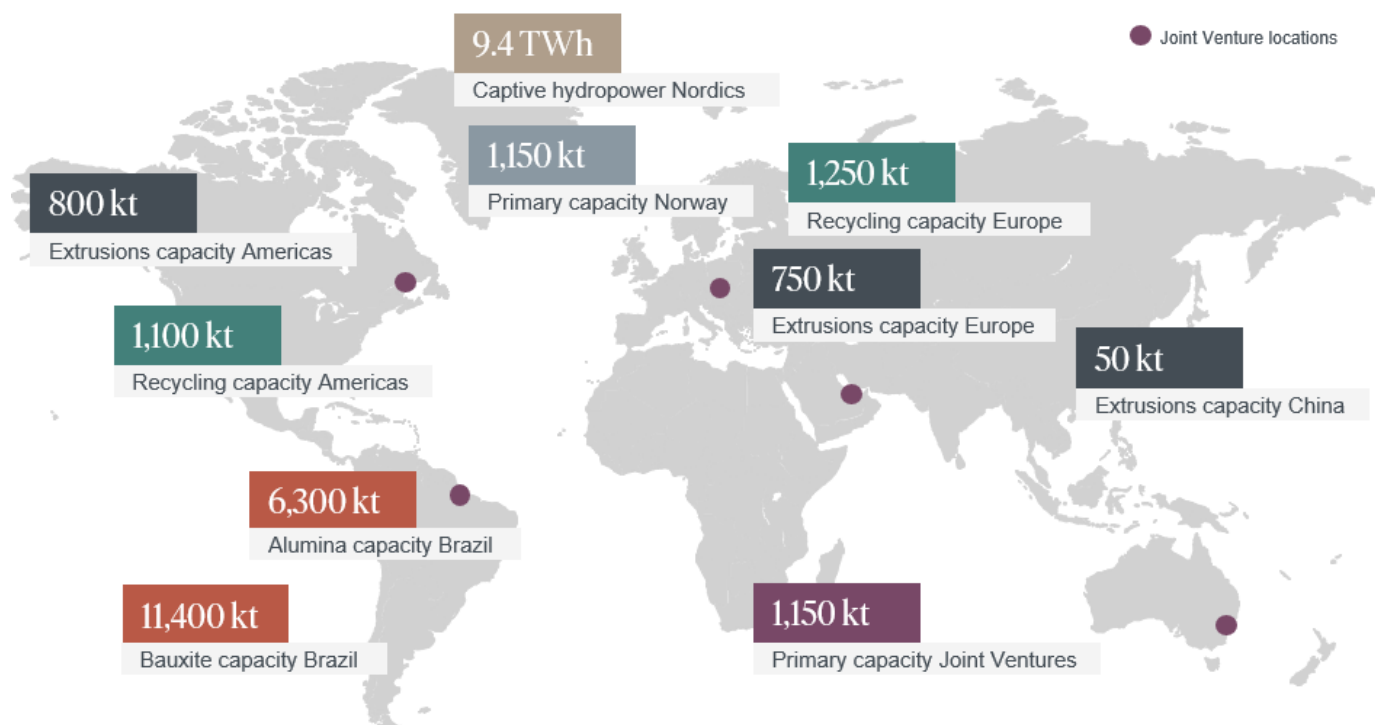 9.4 TWh
Captive hydropower Nordics
Joint Venture locations
1,150 kt
Primary capacity Norway
1,250 kt
Recycling capacity Europe
800 kt
Extrusions capacity Americas
750 kt
Extrusions capacity Europe
1,100 kt
Recycling capacity Americas
50 kt
Extrusions capacity China
6,300 kt
Alumina capacity Brazil
11,400 kt
Bauxite capacity Brazil
1,150 kt
Primary capacity Joint Ventures